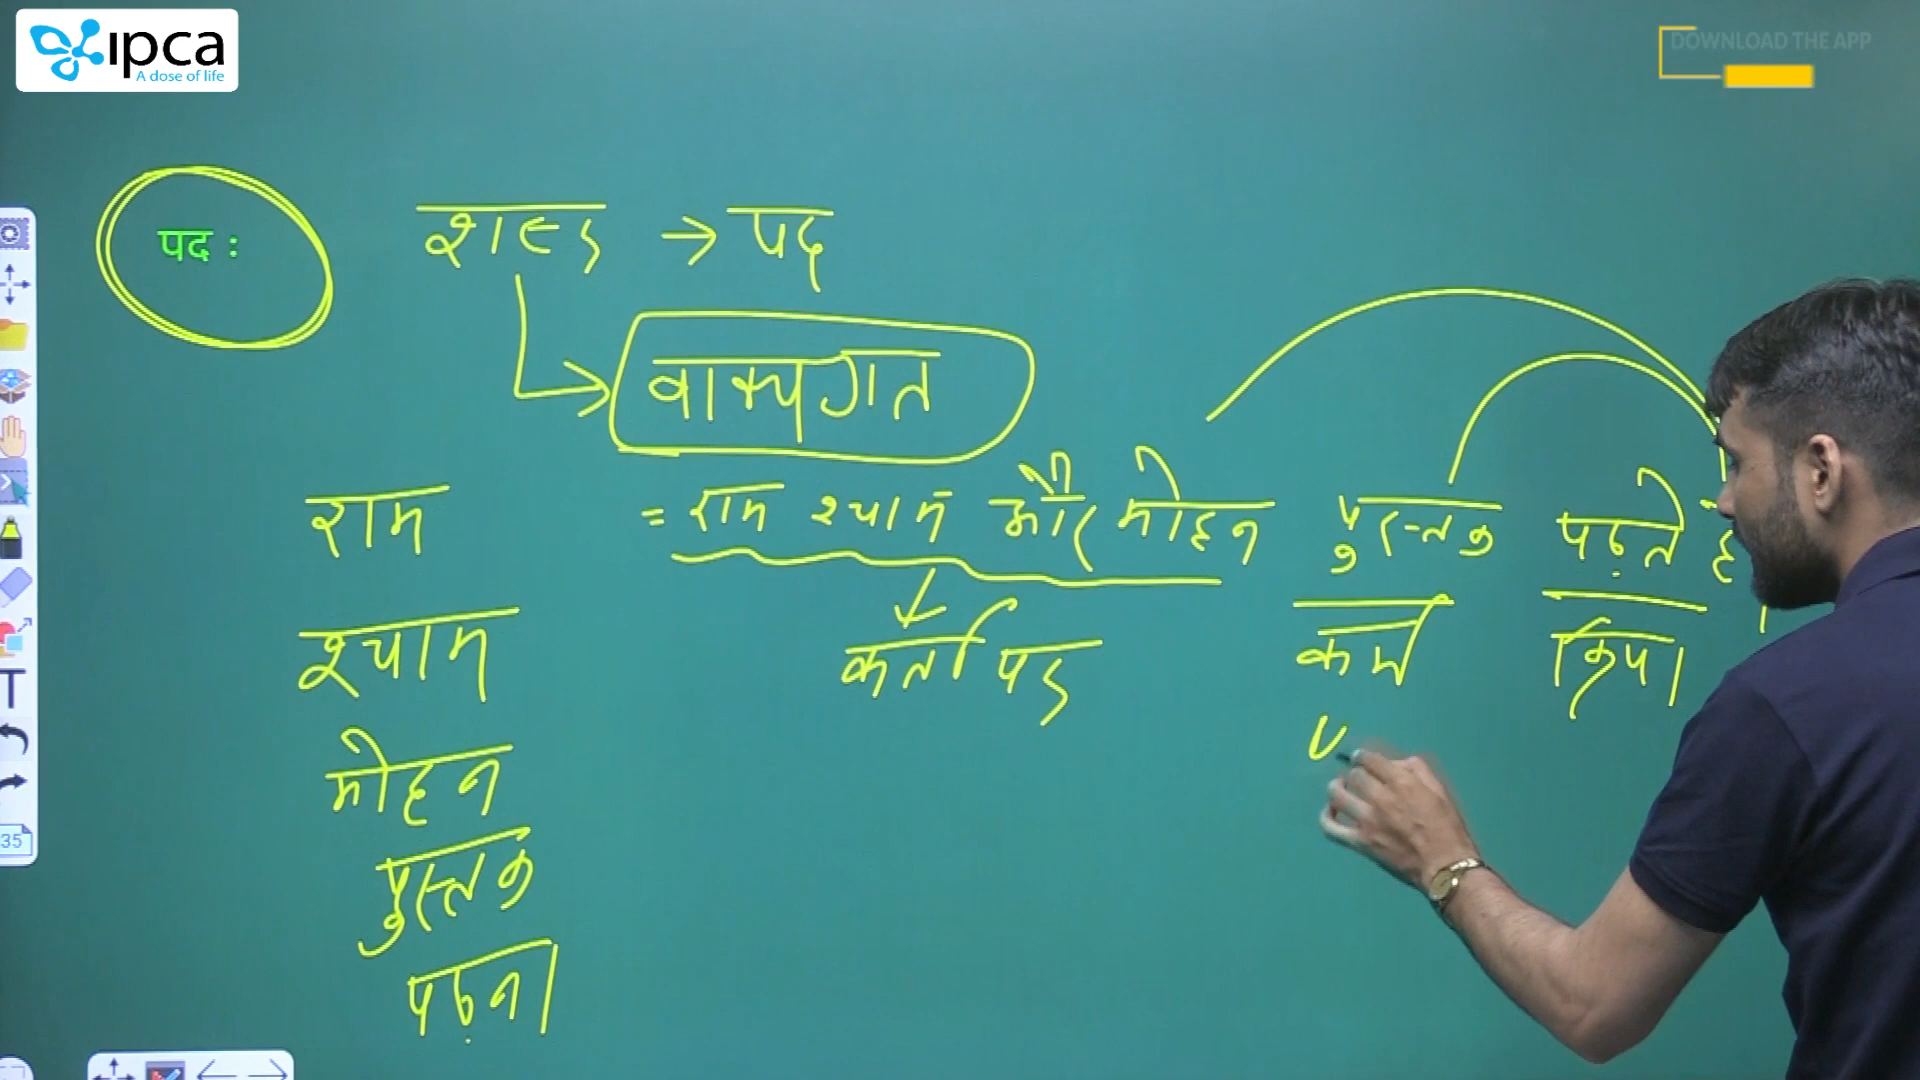 ipca
A dose of life
DOWNLOAD THE APP
पद :
शब्द → पद
वाक्यगत
राम
= राम श्याम और मोहन पुस्तक पढ़ते हैं।
श्याम
कर्ता पद
कर्म
क्रिया
मोहन
पुस्तक
पढ़ना
35